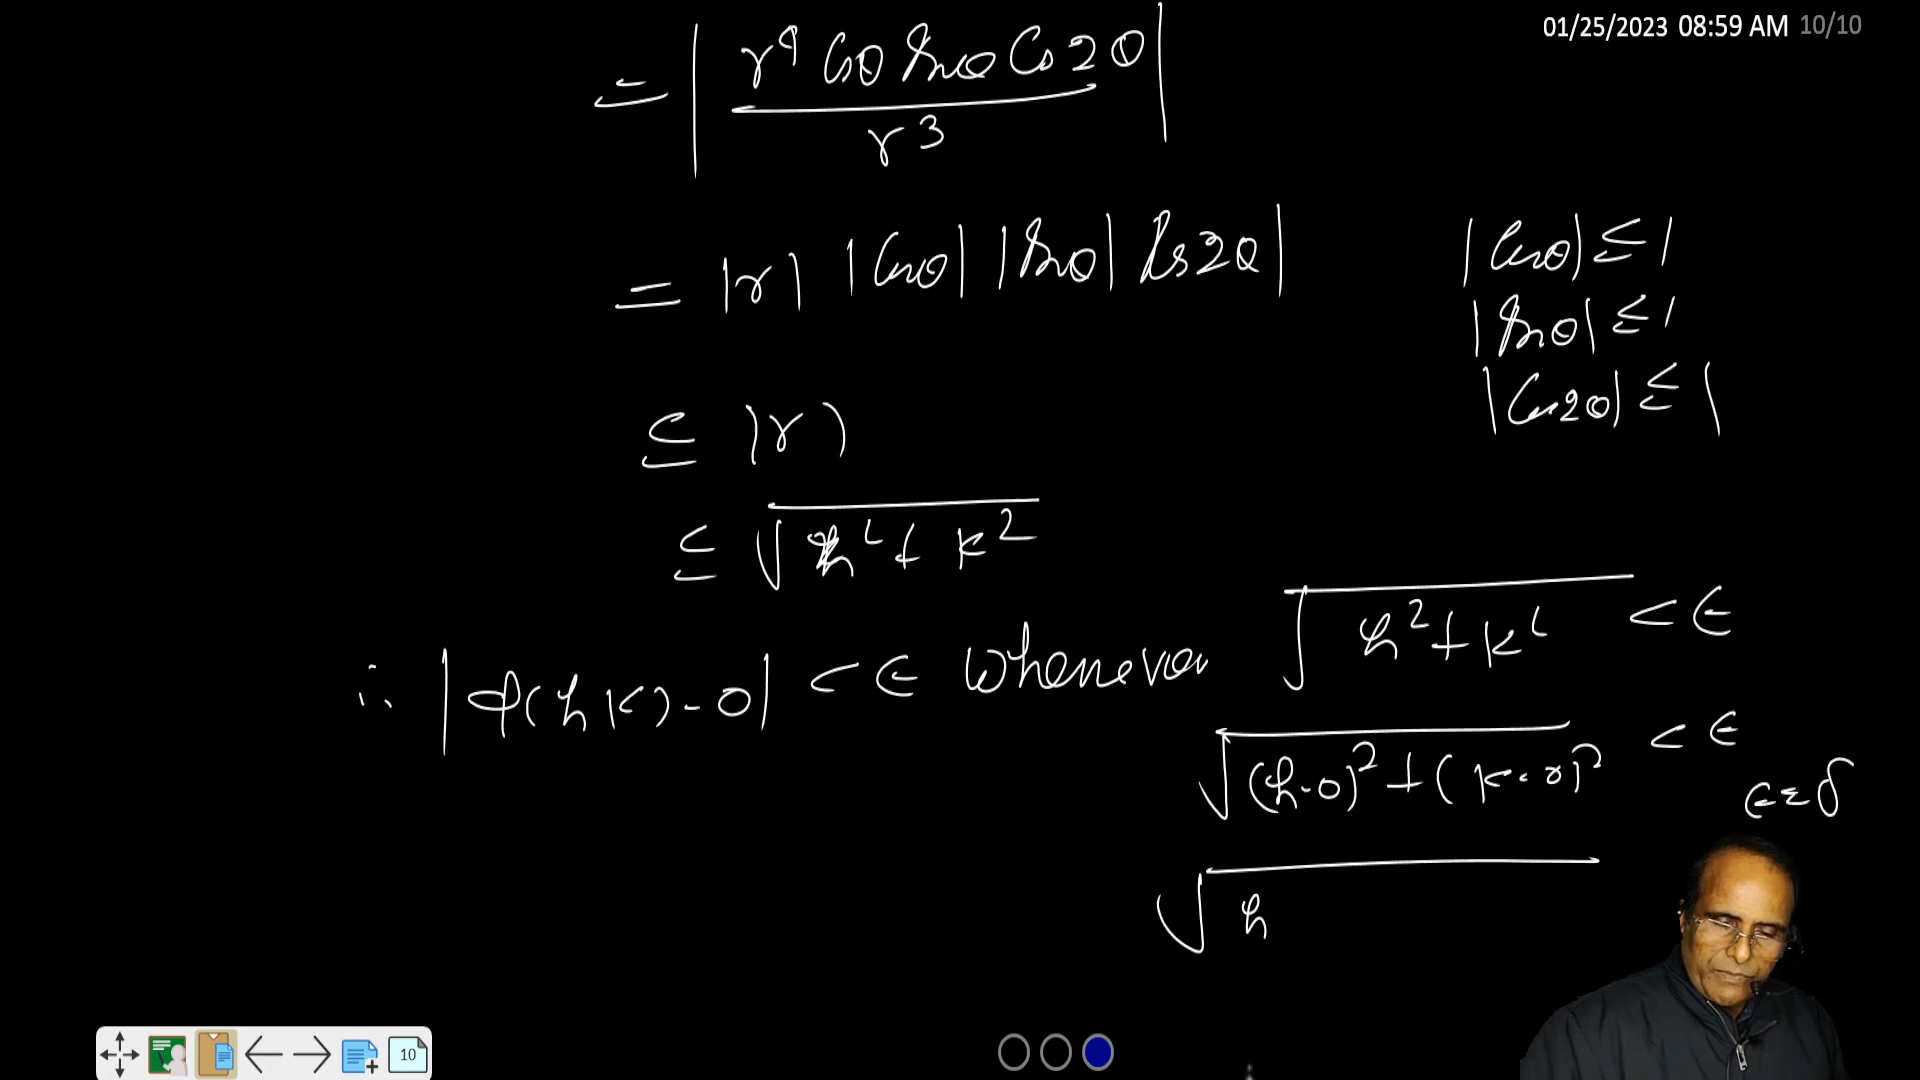 01/25/2023 08:59 AM 10/10
= | r⁴ Cosθ Sinθ Cos2θ / r³ |
= |r| |Cosθ| |Sinθ| |Cos2θ|
|Cosθ| ≤ 1
|Sinθ| ≤ 1
|Cos2θ| ≤ 1
≤ |r|
≤ √(h² + k²)
∴ |φ(h,k) - 0| < ε whenever √(h² + k²) < ε
√((h-0)² + (k-0)²) < ε
ε = δ
√h
10